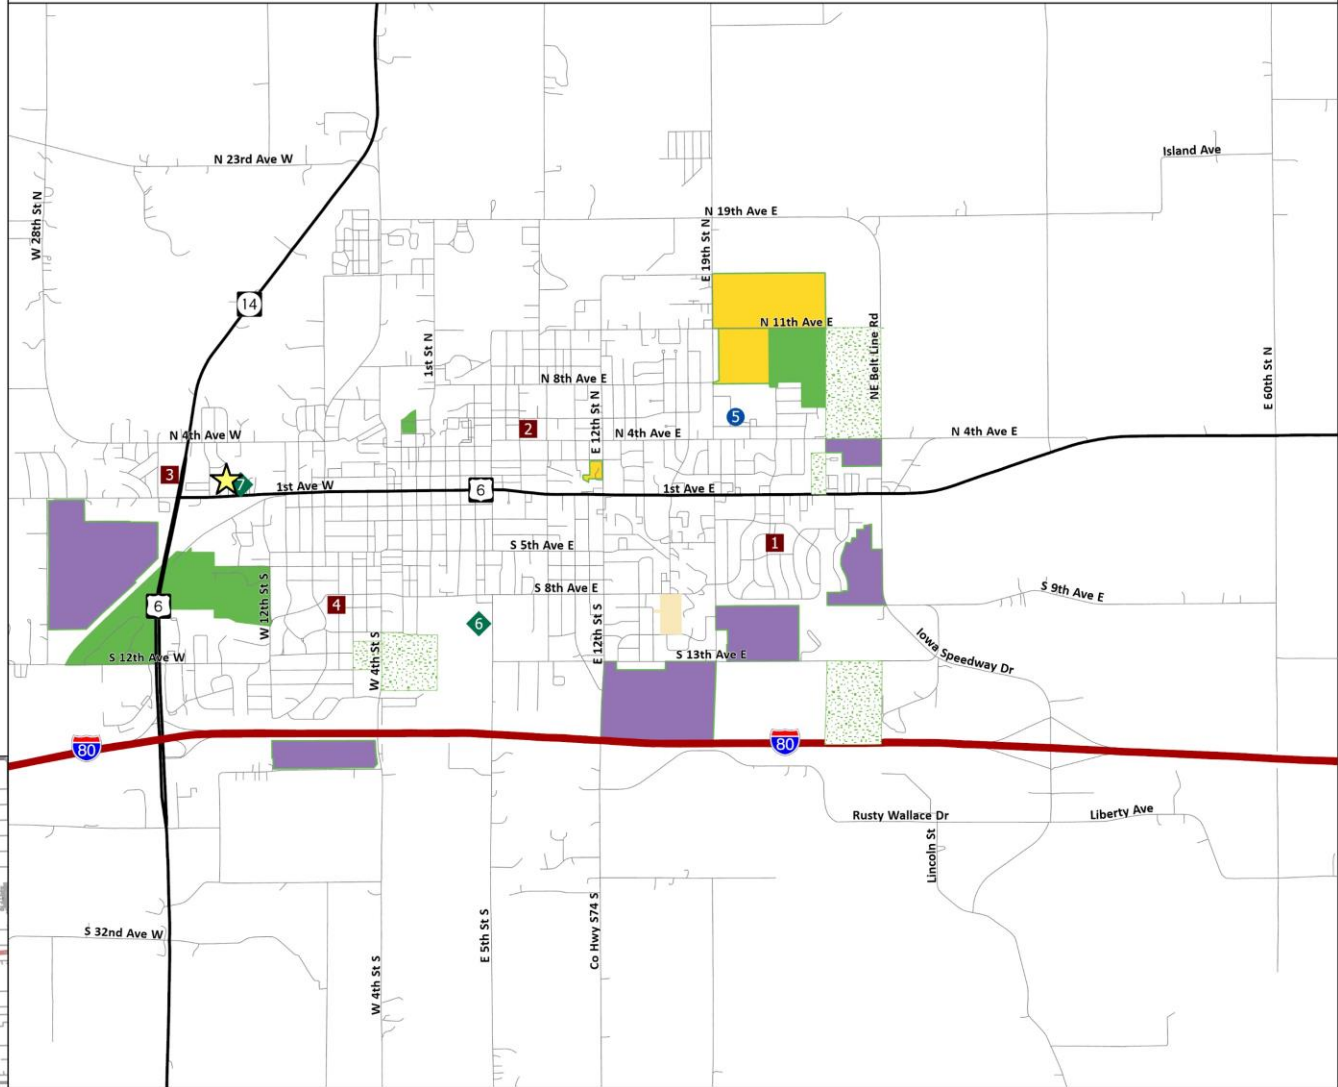 N 23rd Ave W
Island Ave
W 28th St N
N 19th Ave E
E 19th St N
14
N 11th Ave E
1st St N
NE Belt Line Rd
E 60th St N
N 8th Ave E
E 12th St N
5
2
N 4th Ave W
N 4th Ave E
N 4th Ave E
3
7
1st Ave W
6
1st Ave E
S 5th Ave E
1
S 8th Ave E
S 9th Ave E
6
W 12th St S
4
6
E 12th St S
W 4th St S
S 12th Ave W
S 13th Ave E
Iowa Speedway Dr
80
80
Rusty Wallace Dr
Liberty Ave
Lincoln St
S 32nd Ave W
E 5th St S
Co Hwy S74 S
W 4th St S